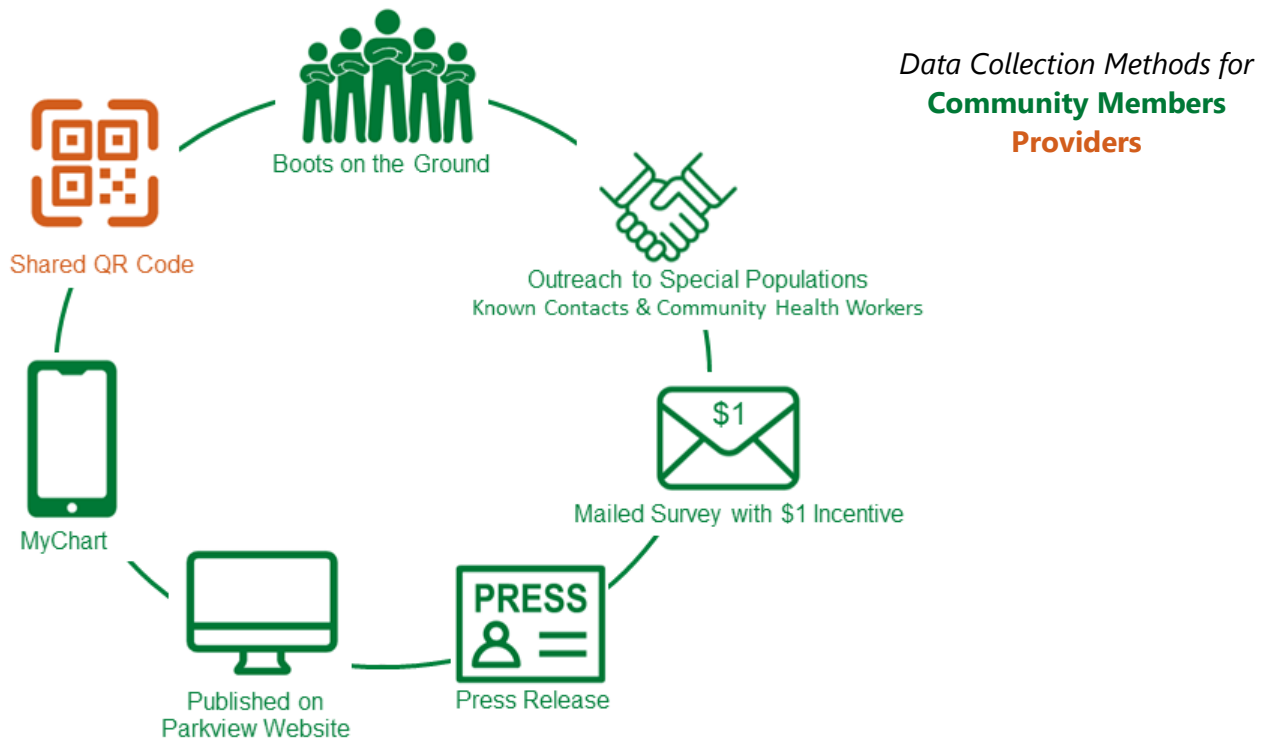 Data Collection Methods for
Community Members
Providers
Boots on the Ground
Outreach to Special Populations
Known Contacts & Community Health Workers
$1
Mailed Survey with $1 Incentive
PRESS
Press Release
Published on
Parkview Website
MyChart
Shared QR Code